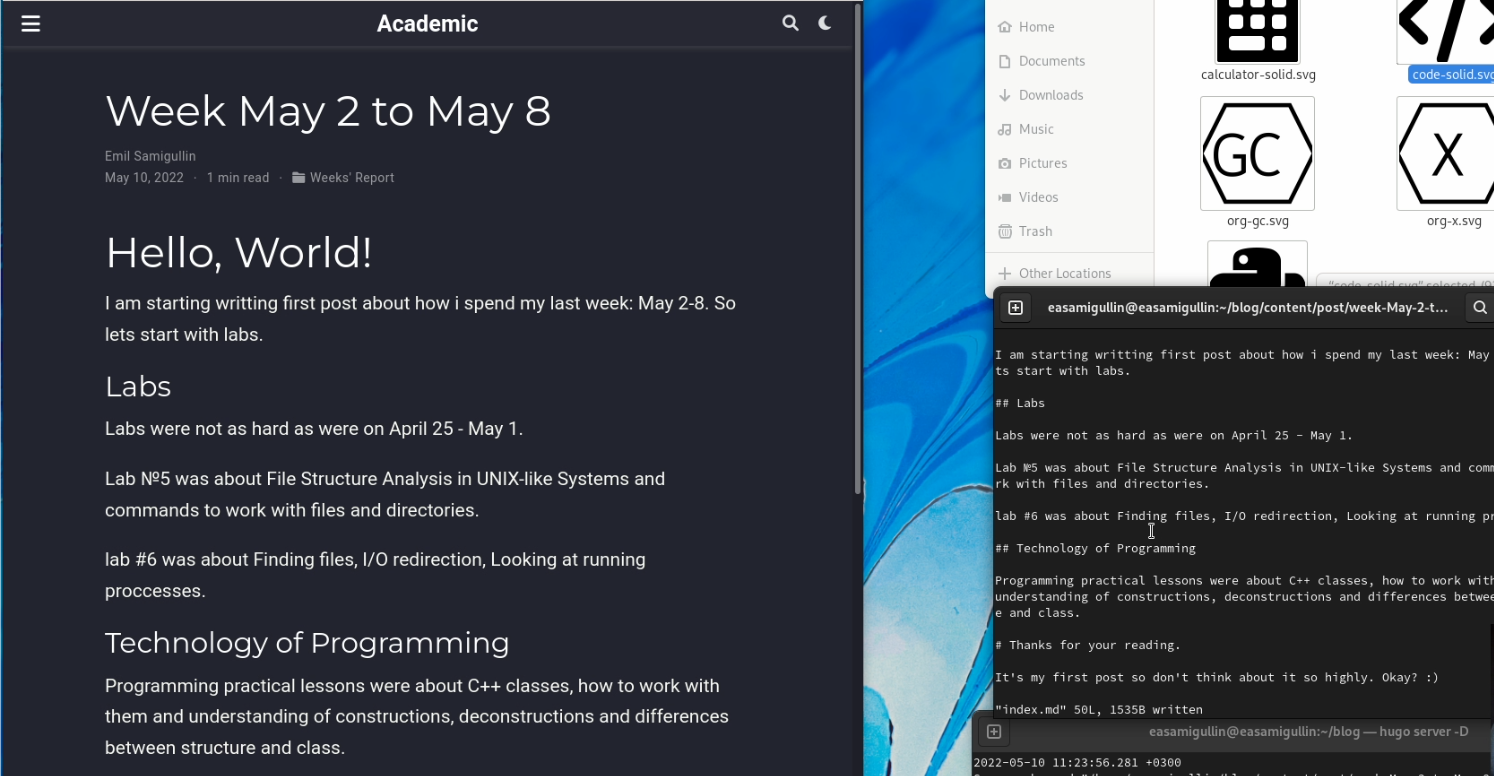 Academic
Week May 2 to May 8
Emil Samigullin
May 10, 2022 · 1 min read · Weeks' Report
Hello, World!
I am starting writting first post about how i spend my last week: May 2-8. So
lets start with labs.
Labs
Labs were not as hard as were on April 25 - May 1.
Lab №5 was about File Structure Analysis in UNIX-like Systems and
commands to work with files and directories.
lab #6 was about Finding files, I/O redirection, Looking at running
proccesses.
Technology of Programming
Programming practical lessons were about C++ classes, how to work with
them and understanding of constructions, deconstructions and differences
between structure and class.
Home
Documents
Downloads
Music
Pictures
Videos
Trash
Other Locations
calculator-solid.svg
code-solid.svg
GC
X
org-gc.svg
org-x.svg
"code-solid.svg" selected
easamigullin@easamigullin:~/blog/content/post/week-May-2-t...
I am starting writting first post about how i spend my last week: May
ts start with labs.
## Labs
Labs were not as hard as were on April 25 - May 1.
Lab №5 was about File Structure Analysis in UNIX-like Systems and comm
rk with files and directories.
lab #6 was about Finding files, I/O redirection, Looking at running pr
## Technology of Programming
Programming practical lessons were about C++ classes, how to work with
understanding of constructions, deconstructions and differences betwee
e and class.
# Thanks for your reading.
It's my first post so don't think about it so highly. Okay? :)
"index.md" 50L, 1535B written
easamigullin@easamigullin:~/blog — hugo server -D
2022-05-10 11:23:56.281 +0300